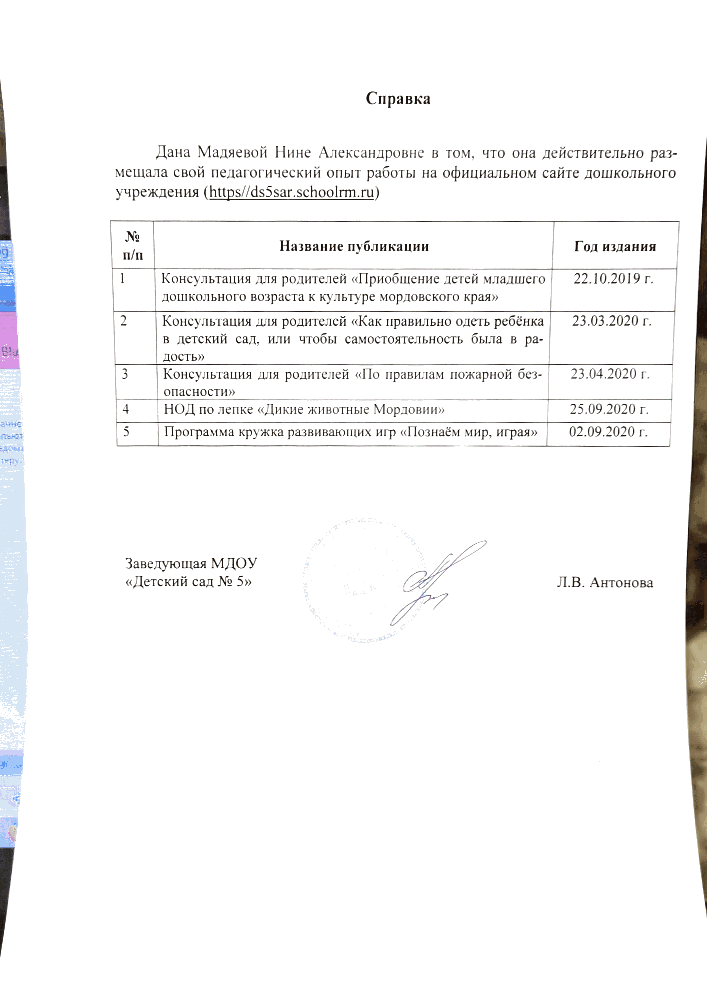 Справка
Дана Мадяевой Нине Александровне в том, что она действительно раз-
мещала свой педагогический опыт работы на официальном сайте дошкольного
учреждения (https//ds5sar.schoolrm.ru)
№ п/п Название публикации Год издания
1 Консультация для родителей «Приобщение детей младшего 22.10.2019 г.
дошкольного возраста к культуре мордовского края»
2 Консультация для родителей «Как правильно одеть ребёнка 23.03.2020 г.
в детский сад, или чтобы самостоятельность была в ра-
дость»
3 Консультация для родителей «По правилам пожарной без- 23.04.2020 г.
опасности»
4 НОД по лепке «Дикие животные Мордовии» 25.09.2020 г.
5 Программа кружка развивающих игр «Познаём мир, играя» 02.09.2020 г.
Заведующая МДОУ
«Детский сад № 5» Л.В. Антонова